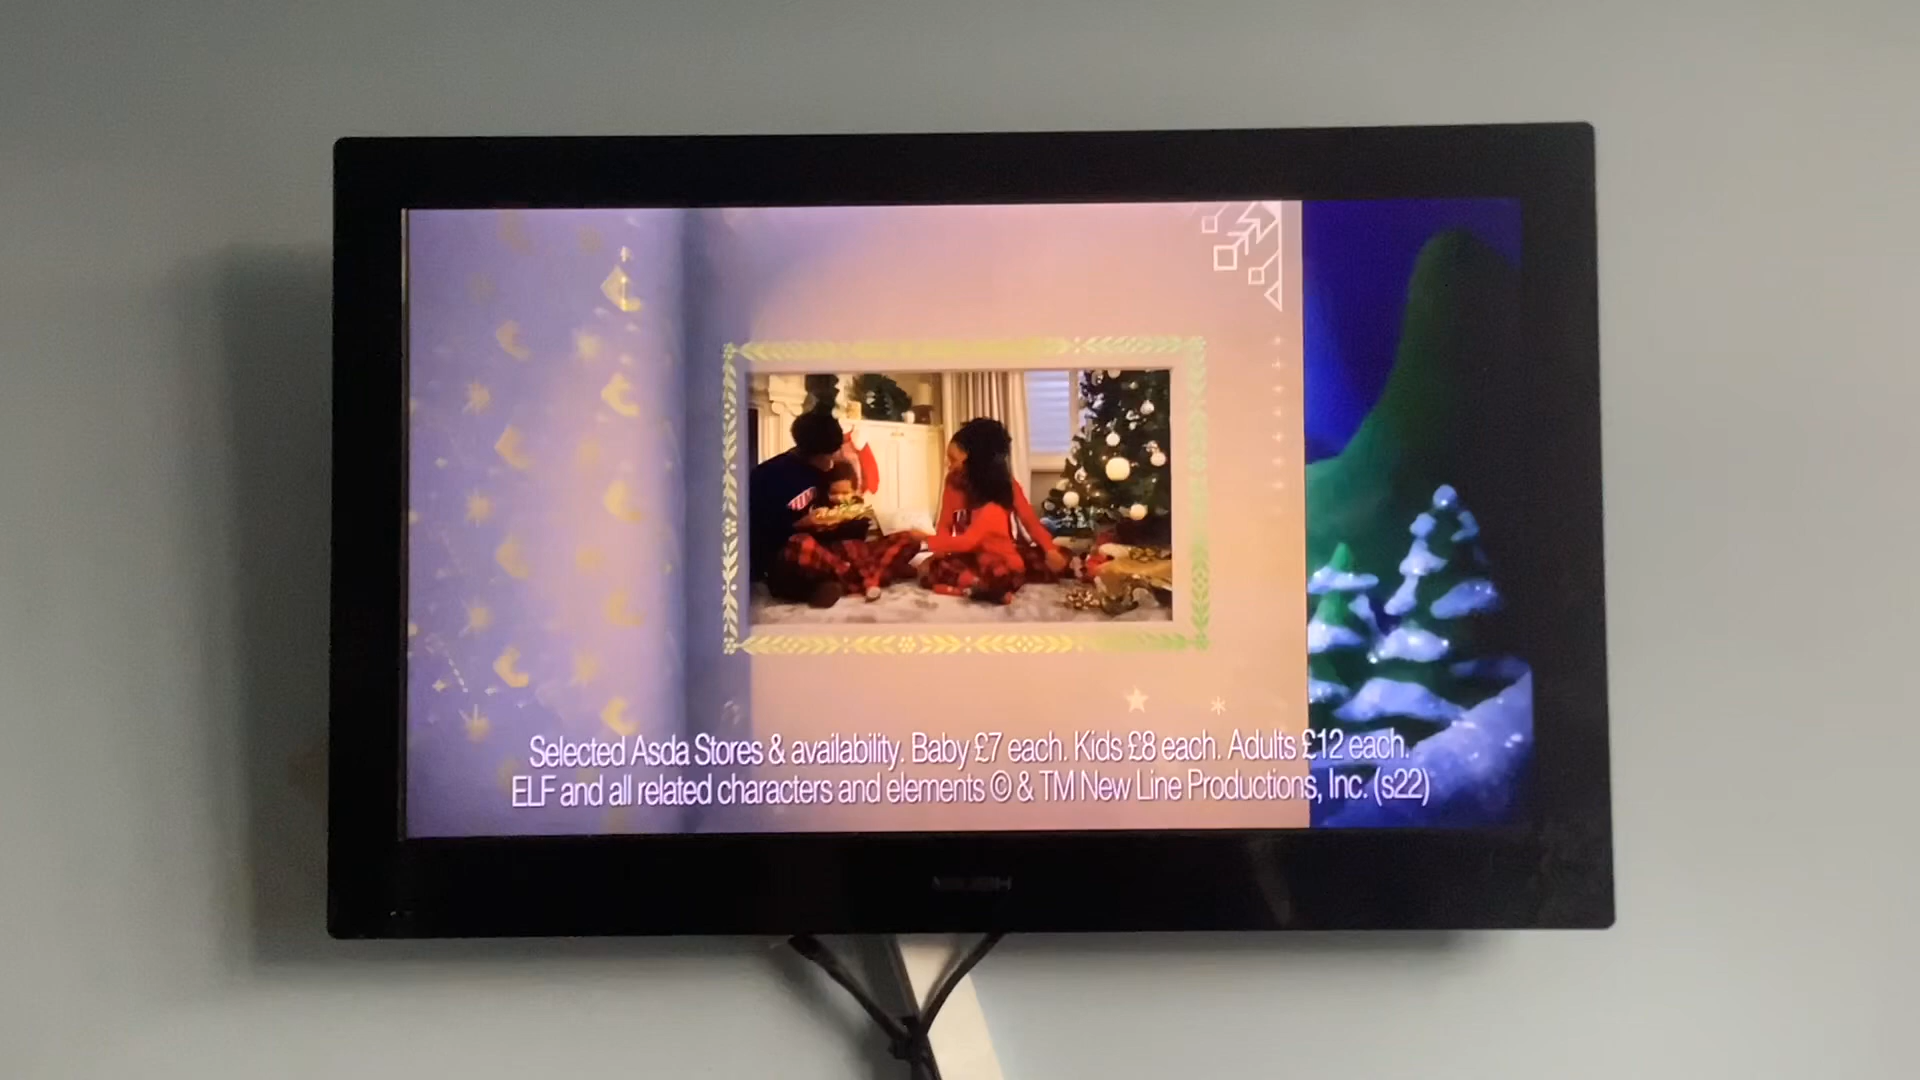 Selected Asda Stores & availability. Baby £7 each. Kids £8 each. Adults £12 each.
ELF and all related characters and elements © & TM New Line Productions, Inc. (s22)